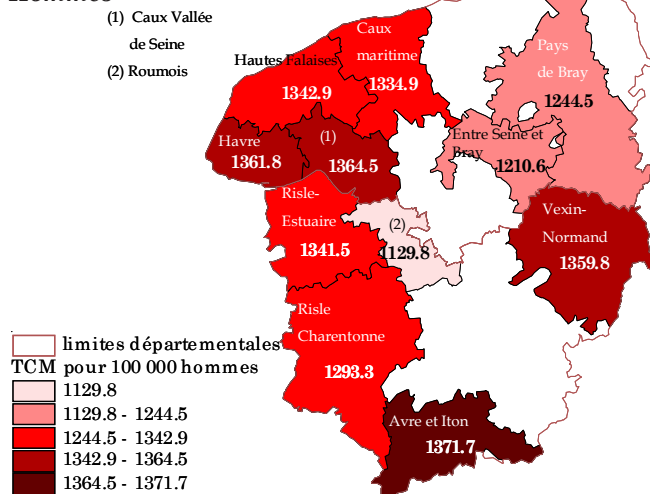 (1) Caux Vallée
de Seine
(2) Roumois
Caux
maritime
1334.9
Hautes Falaises
1342.9
Pays
de Bray
1244.5
Havre
1361.8
(1)
1364.5
Entre Seine et
Bray
1210.6
Risle-
Estuaire
1341.5
(2)
1129.8
Vexin-
Normand
1359.8
Risle
Charentonne
1293.3
Avre et Iton
1371.7
limites départementales
TCM pour 100 000 hommes
1129.8
1129.8 - 1244.5
1244.5 - 1342.9
1342.9 - 1364.5
1364.5 - 1371.7